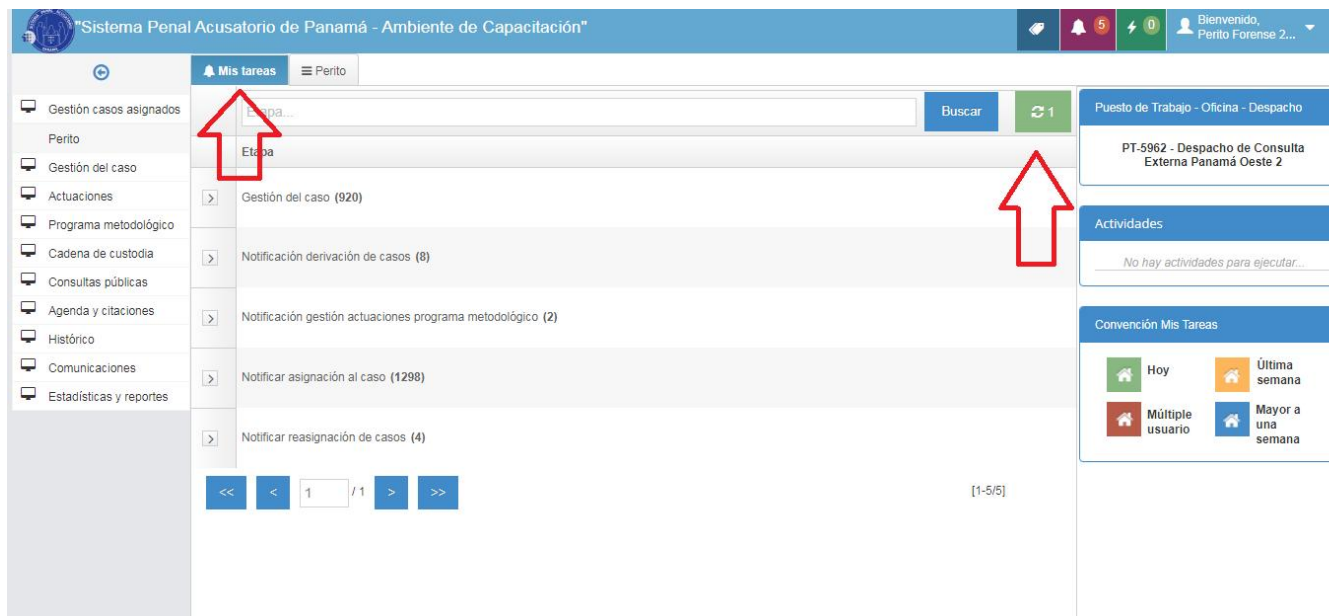 "Sistema Penal Acusatorio de Panamá - Ambiente de Capacitación"
5
0
Bienvenido,
Perito Forense 2...
Mis tareas
Perito
Gestión casos asignados
Perito
Gestión del caso
Actuaciones
Programa metodológico
Cadena de custodia
Consultas públicas
Agenda y citaciones
Histórico
Comunicaciones
Estadísticas y reportes
Etapa...
Buscar
1
Etapa
Gestión del caso (920)
Notificación derivación de casos (8)
Notificación gestión actuaciones programa metodológico (2)
Notificar asignación al caso (1298)
Notificar reasignación de casos (4)
<< < 1 / 1 > >>
[1-5/5]
Puesto de Trabajo - Oficina - Despacho
PT-5962 - Despacho de Consulta
Externa Panamá Oeste 2
Actividades
No hay actividades para ejecutar...
Convención Mis Tareas
Hoy
Última
semana
Múltiple
usuario
Mayor a
una
semana